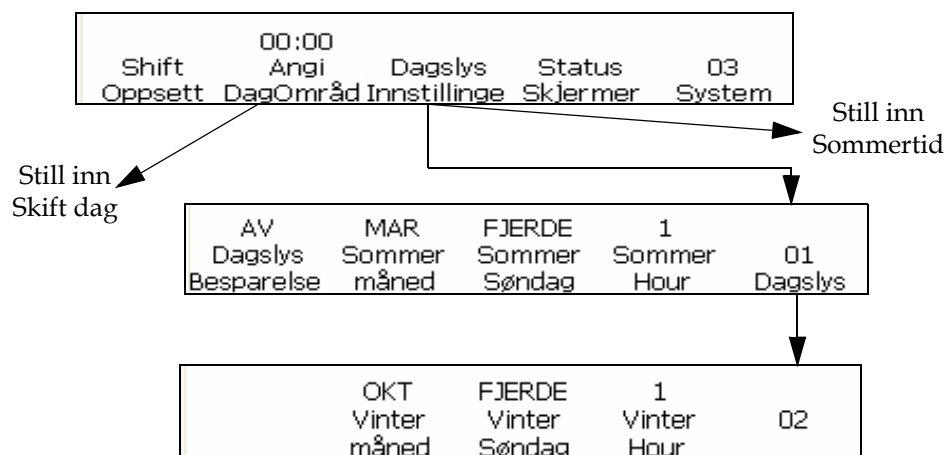 00:00
Shift Angi Dagslys Status 03
Oppsett DagOmråd Innstillinge Skjermer System
Still inn
Sommertid
Still inn
Skift dag
AV MAR FJERDE 1
Dagslys Sommer Sommer Sommer 01
Besparelse måned Søndag Hour Dagslys
OKT FJERDE 1
Vinter Vinter Vinter 02
måned Søndag Hour